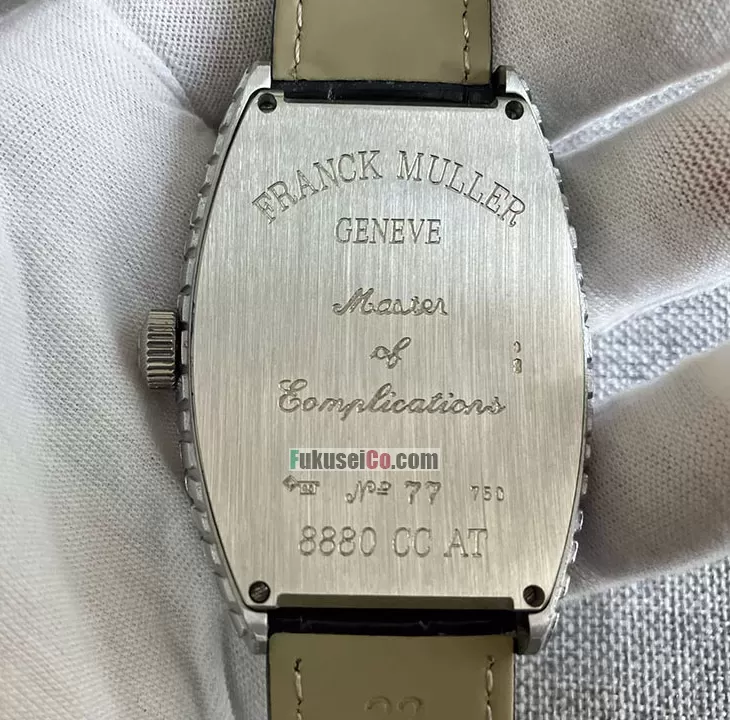 FRANCK MULLER
GENEVE
Master
of
Complications
FukuseiCo.com
Nº 77 750
8880 CC AT